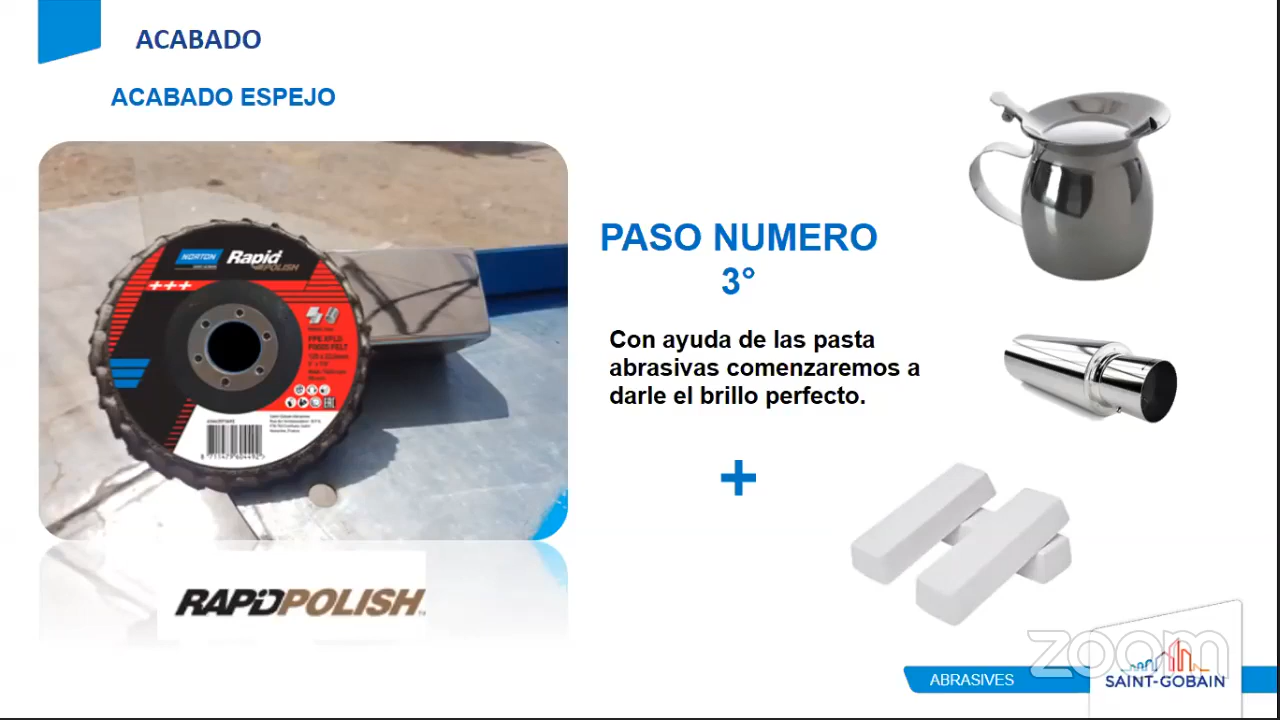 ACABADO
ACABADO ESPEJO
NORTON
Rapid
POLISH
+++
PASO NUMERO
3°
Con ayuda de las pasta
abrasivas comenzaremos a
darle el brillo perfecto.
+
RAPIDPOLISH
zoom
ABRASIVES
SAINT-GOBAIN